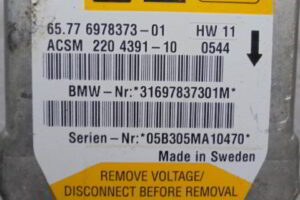 65.77 6978373-01 HW 11
ACSM 220 4391-10 0544
BMW-Nr:*31697837301M*
Serien-Nr:*05B305MA10470*
Made in Sweden
REMOVE VOLTAGE/
DISCONNECT BEFORE REMOVAL